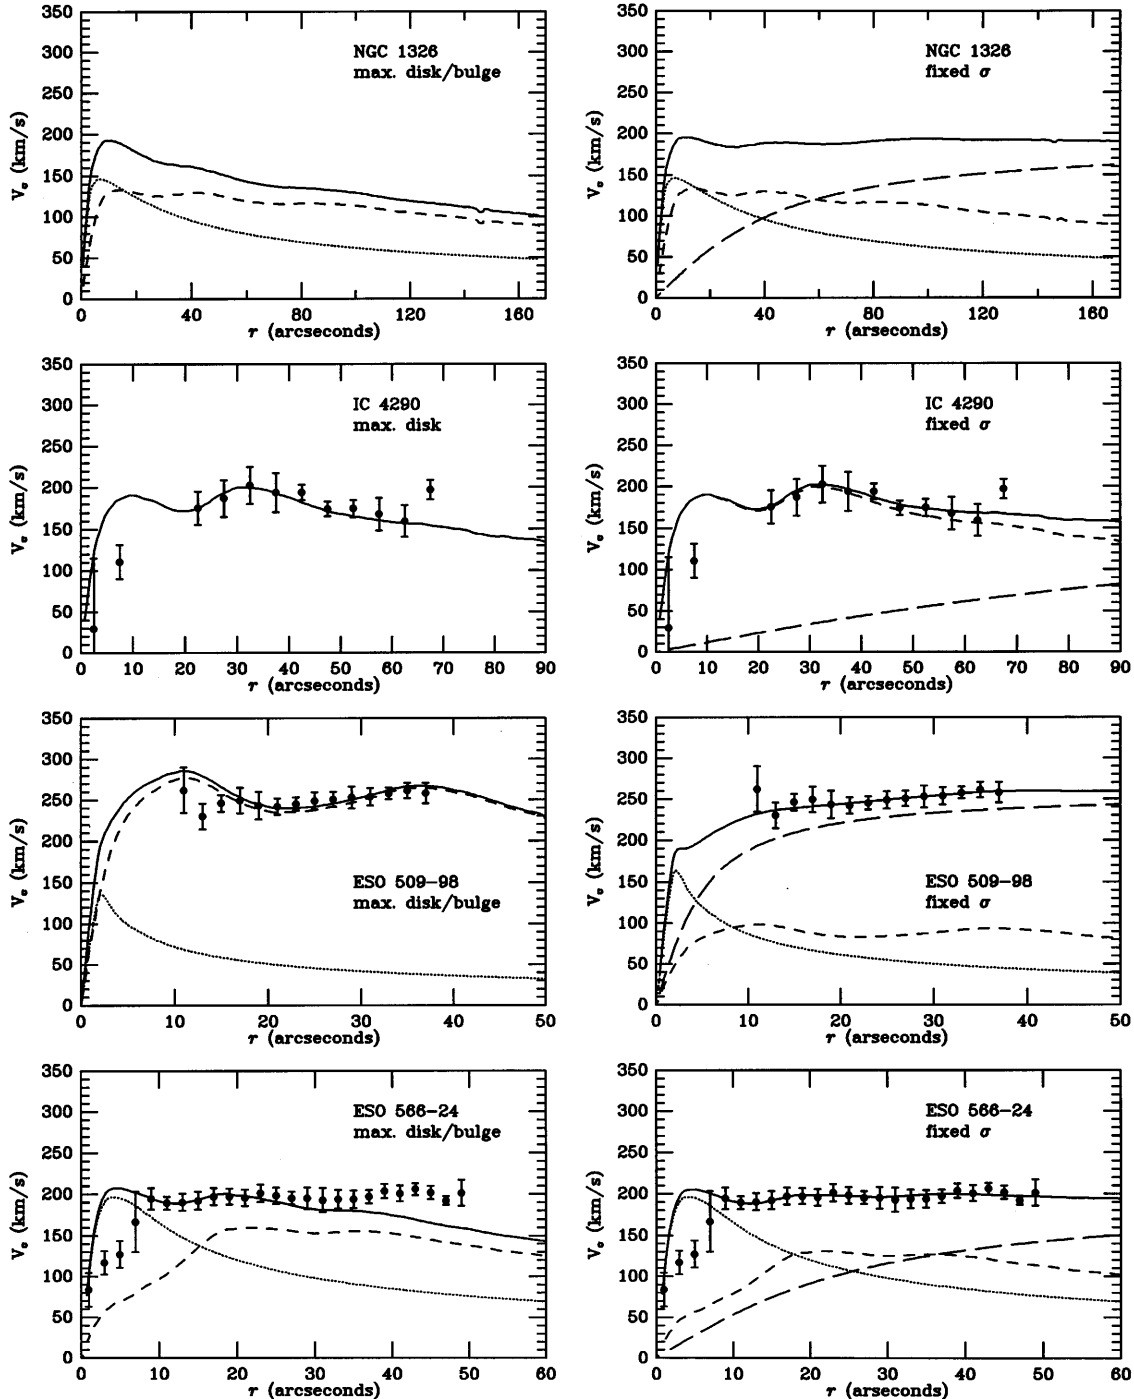 350
300
250
200
150
100
50
0
V_c (km/s)
NGC 1326
max. disk/bulge
0 40 80 120 160
r (arcseconds)
350
300
250
200
150
100
50
0
V_c (km/s)
NGC 1326
fixed σ
0 40 80 120 160
r (arseconds)
350
300
250
200
150
100
50
0
V_c (km/s)
IC 4290
max. disk
0 10 20 30 40 50 60 70 80 90
r (arcseconds)
350
300
250
200
150
100
50
0
V_c (km/s)
IC 4290
fixed σ
0 10 20 30 40 50 60 70 80 90
r (arcseconds)
350
300
250
200
150
100
50
0
V_c (km/s)
ESO 509-98
max. disk/bulge
0 10 20 30 40 50
r (arcseconds)
350
300
250
200
150
100
50
0
V_c (km/s)
ESO 509-98
fixed σ
0 10 20 30 40 50
r (arcseconds)
350
300
250
200
150
100
50
0
V_c (km/s)
ESO 566-24
max. disk/bulge
0 10 20 30 40 50 60
r (arcseconds)
350
300
250
200
150
100
50
0
V_c (km/s)
ESO 566-24
fixed σ
0 10 20 30 40 50 60
r (arcseconds)